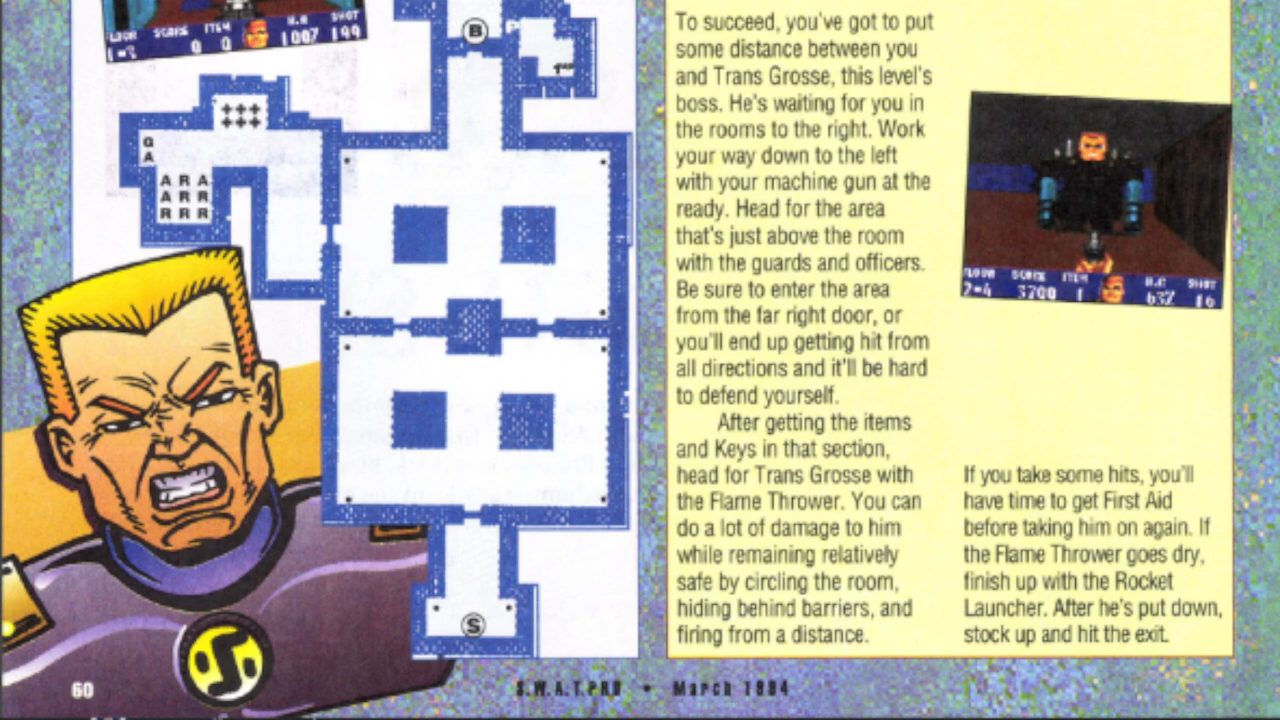 LOOR SCORE ITEM H.R SHOT
0 0 1007 199
B
G
A
A R R
A R R
R R R
S
To succeed, you've got to put
some distance between you
and Trans Grosse, this level's
boss. He's waiting for you in
the rooms to the right. Work
your way down to the left
with your machine gun at the
ready. Head for the area
that's just above the room
with the guards and officers.
Be sure to enter the area
from the far right door, or
you'll end up getting hit from
all directions and it'll be hard
to defend yourself.
After getting the items
and Keys in that section,
head for Trans Grosse with
the Flame Thrower. You can
do a lot of damage to him
while remaining relatively
safe by circling the room,
hiding behind barriers, and
firing from a distance.
FLOOR SCORE ITEM SHOT
2=4 3700 1 63% 16
If you take some hits, you'll
have time to get First Aid
before taking him on again. If
the Flame Thrower goes dry,
finish up with the Rocket
Launcher. After he's put down,
stock up and hit the exit.
60
S.W.A.T.PRO • March 1994